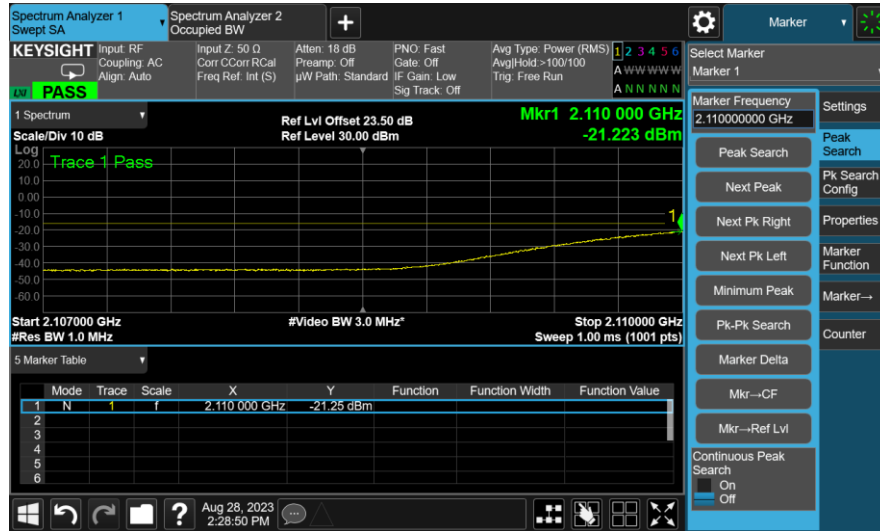 Spectrum Analyzer 1
Swept SA
Spectrum Analyzer 2
Occupied BW
+
Marker
KEYSIGHT
Input: RF
Coupling: AC
Align: Auto
Input Z: 50 Ω
Corr CCorr RCal
Freq Ref: Int (S)
Atten: 18 dB
Preamp: Off
µW Path: Standard
PNO: Fast
Gate: Off
IF Gain: Low
Sig Track: Off
Avg Type: Power (RMS)
Avg|Hold:>100/100
Trig: Free Run
1 2 3 4 5 6
A W W W W W
A N N N N N
LXI
PASS
1 Spectrum
Scale/Div 10 dB
Ref Lvl Offset 23.50 dB
Ref Level 30.00 dBm
Mkr1 2.110 000 GHz
-21.223 dBm
Log
Trace 1 Pass
20.0
10.0
0.00
-10.0
-20.0
-30.0
-40.0
-50.0
-60.0
1
Start 2.107000 GHz
#Res BW 1.0 MHz
#Video BW 3.0 MHz*
Stop 2.110000 GHz
Sweep 1.00 ms (1001 pts)
5 Marker Table
Mode Trace Scale X Y Function Function Width Function Value
1 N 1 f 2.110 000 GHz -21.25 dBm
2
3
4
5
6
Select Marker
Marker 1
Marker Frequency
2.110000000 GHz
Peak Search
Next Peak
Next Pk Right
Next Pk Left
Minimum Peak
Pk-Pk Search
Marker Delta
Mkr→CF
Mkr→Ref Lvl
Continuous Peak
Search
On
Off
Settings
Peak
Search
Pk Search
Config
Properties
Marker
Function
Marker→
Counter
?
Aug 28, 2023
2:28:50 PM